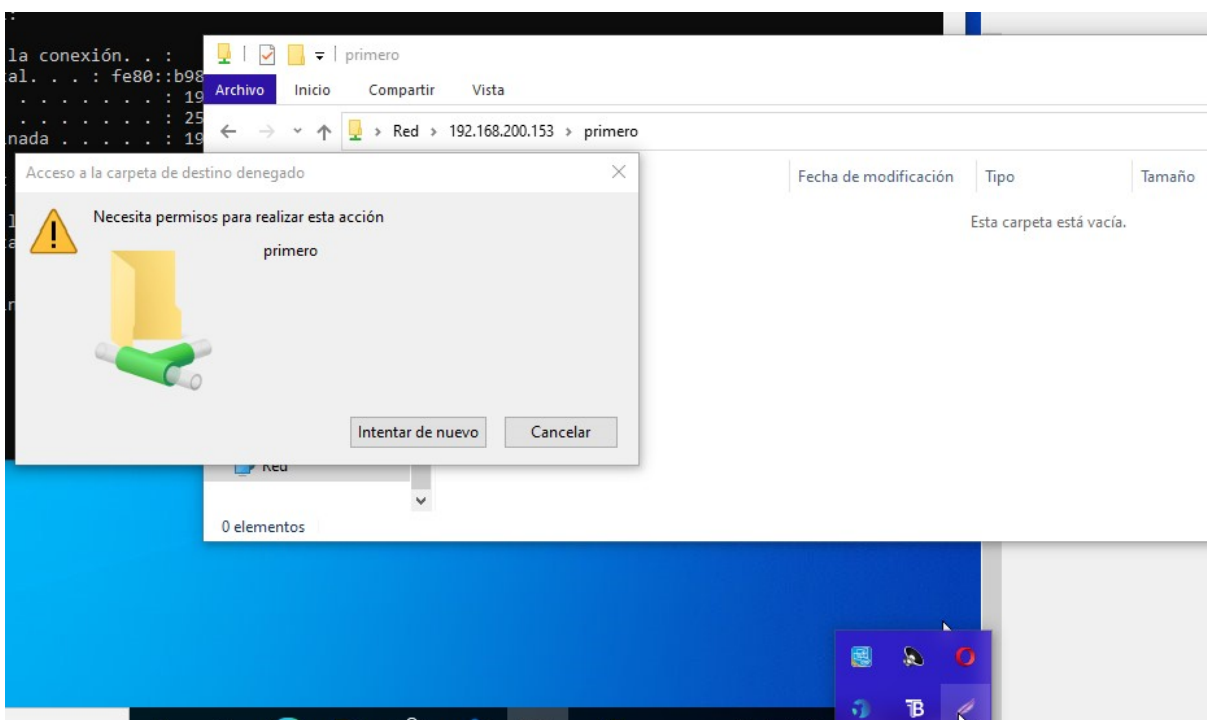 la conexión. . :
al. . . : fe80::b98
. . . . . . . : 19
. . . . . . . : 25
nada . . . . . : 19
primero
Archivo Inicio Compartir Vista
Red > 192.168.200.153 > primero
Acceso a la carpeta de destino denegado
Fecha de modificación Tipo Tamaño
Necesita permisos para realizar esta acción
primero
Esta carpeta está vacía.
Intentar de nuevo Cancelar
Red
0 elementos